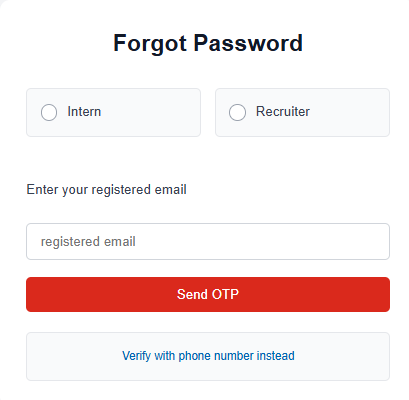 Forgot Password
Intern
Recruiter
Enter your registered email
registered email
Send OTP
Verify with phone number instead